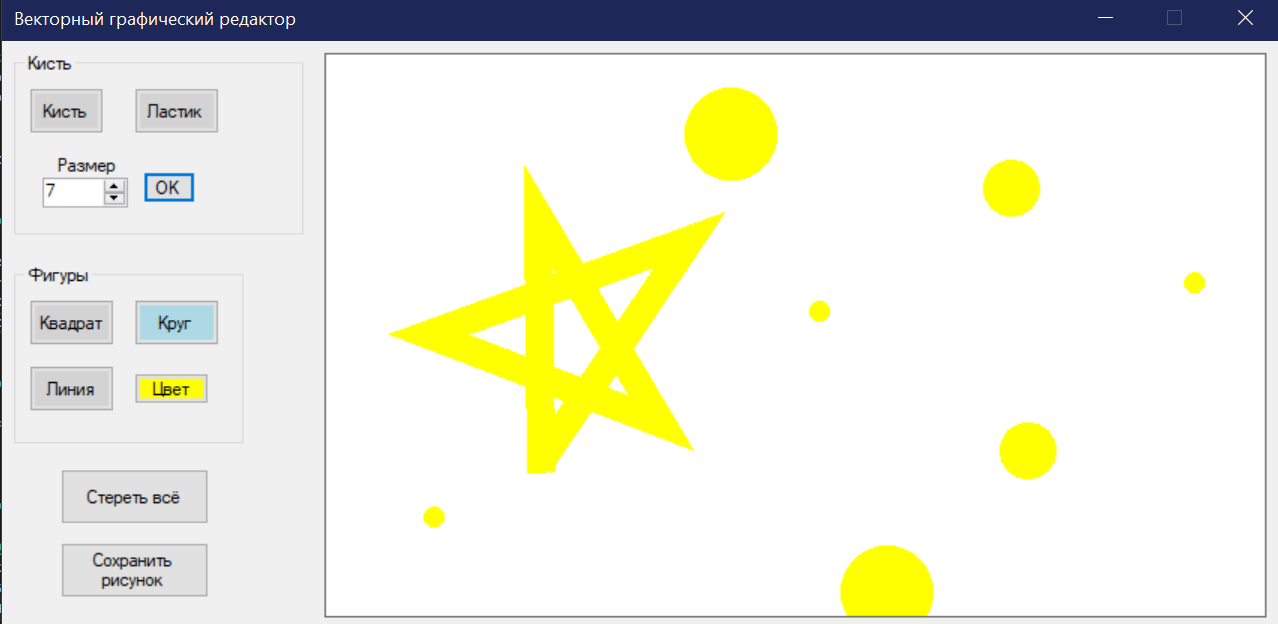 Векторный графический редактор
Кисть
Кисть
Ластик
Размер
7
OK
Фигуры
Квадрат
Круг
Линия
Цвет
Стереть всё
Сохранить
рисунок